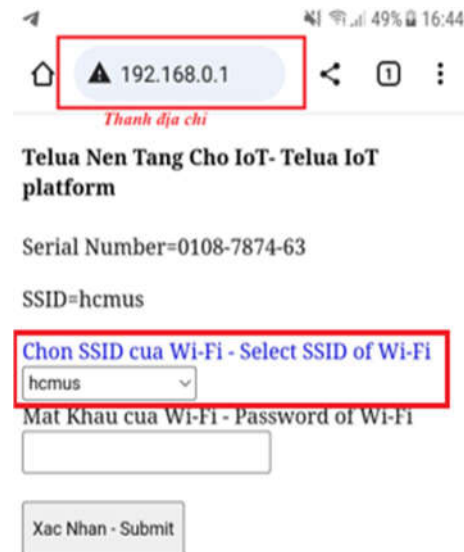 49% 16:44
192.168.0.1
1
Thanh địa chỉ
Telua Nen Tang Cho IoT- Telua IoT
platform
Serial Number=0108-7874-63
SSID=hcmus
Chon SSID cua Wi-Fi - Select SSID of Wi-Fi
hcmus
Mat Khau cua Wi-Fi - Password of Wi-Fi
Xac Nhan - Submit